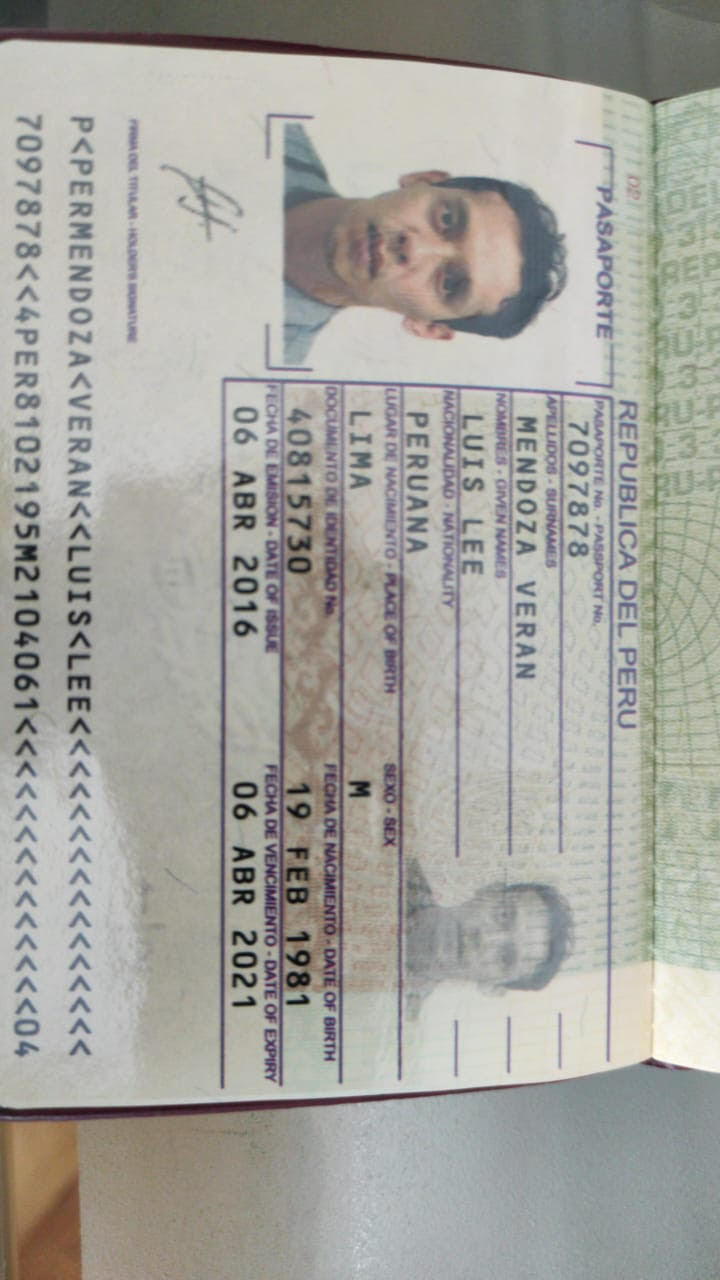 REPUBLICA DEL PERU
PASAPORTE
PASAPORTE No. - PASSPORT No.
7097878
APELLIDOS - SURNAMES
MENDOZA VERAN
NOMBRES - GIVEN NAMES
LUIS LEE
NACIONALIDAD - NATIONALITY
PERUANA
LUGAR DE NACIMIENTO - PLACE OF BIRTH SEXO - SEX
LIMA M
DOCUMENTO DE IDENTIDAD No. FECHA DE NACIMIENTO - DATE OF BIRTH
40815730 19 FEB 1981
FECHA DE EMISION - DATE OF ISSUE FECHA DE VENCIMIENTO - DATE OF EXPIRY
06 ABR 2016 06 ABR 2021
FIRMA DEL TITULAR - HOLDER'S SIGNATURE
P<PERMENDOZA<VERAN<<LUIS<LEE<<<<<<<<<<<<<<<<
7097878<<4PER8102195M2104061<<<<<<<<<<<<<<04